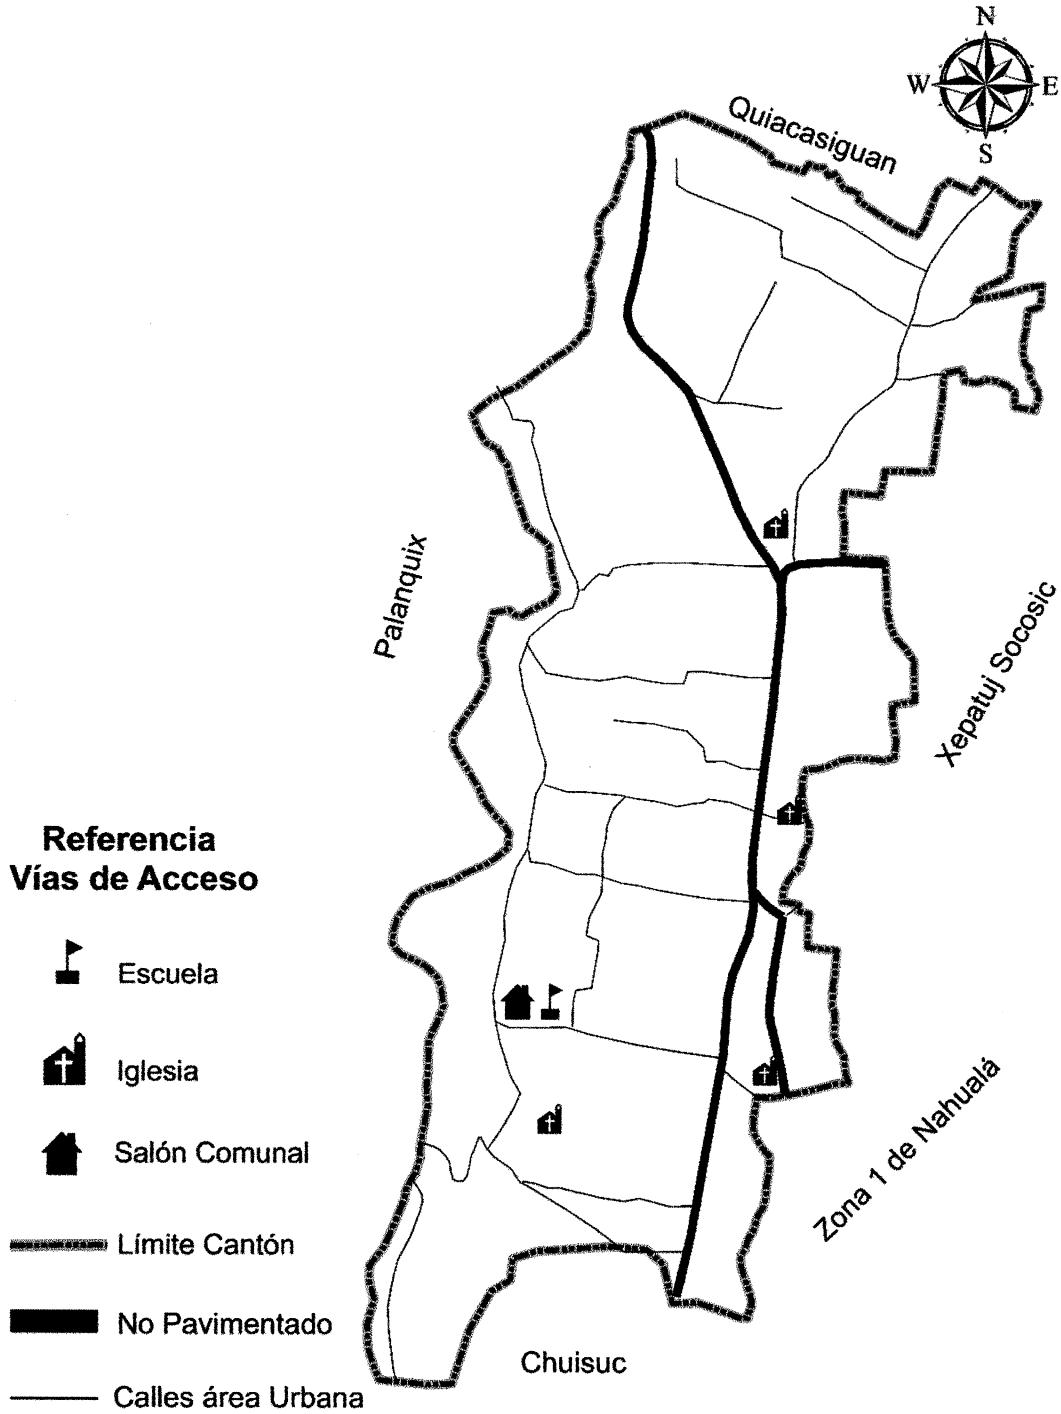 N
W
E
S
Quiacasiguan
Palanquix
Xepatuj Socosic
Referencia
Vías de Acceso
Escuela
Iglesia
Salón Comunal
Límite Cantón
No Pavimentado
Calles área Urbana
Zona 1 de Nahualá
Chuisuc